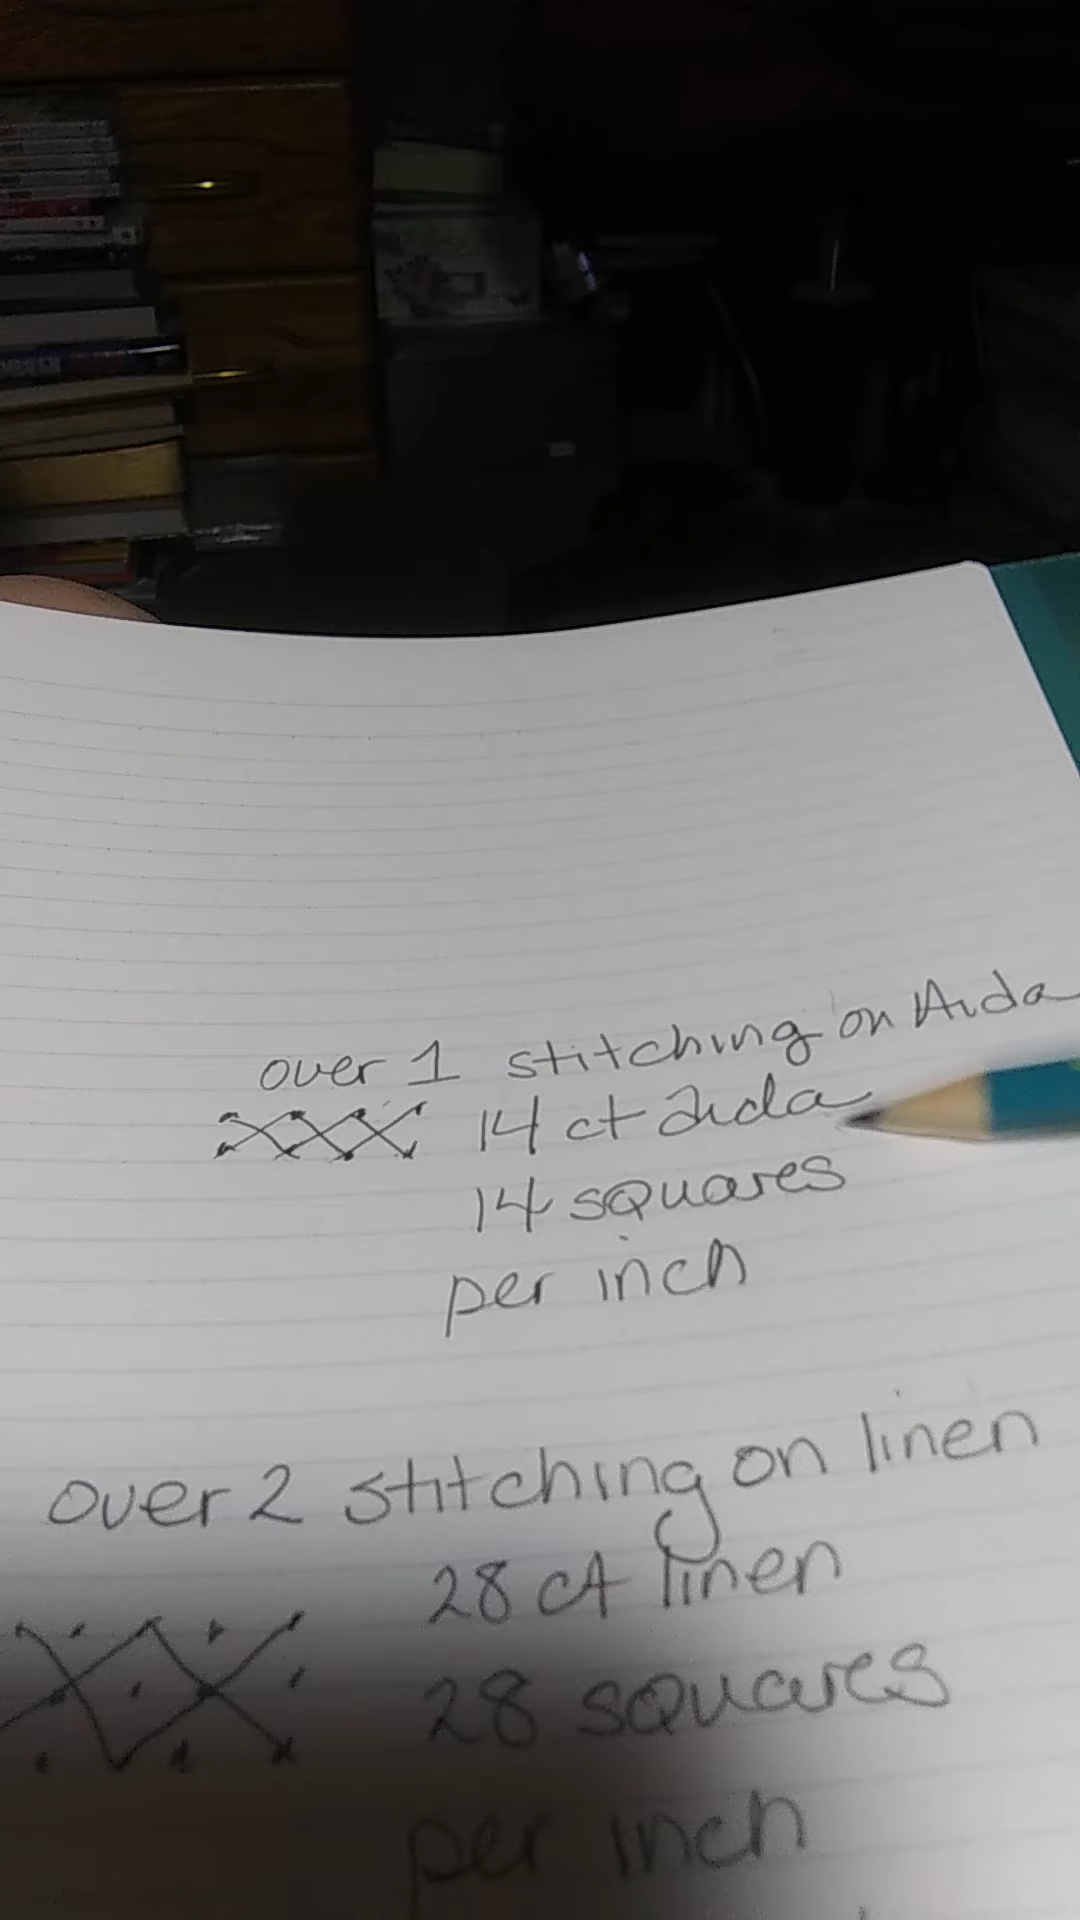 over 1 stitching on Aida
14 ct aida
14 squares
per inch
over 2 stitching on linen
28 ct linen
28 squares
per inch